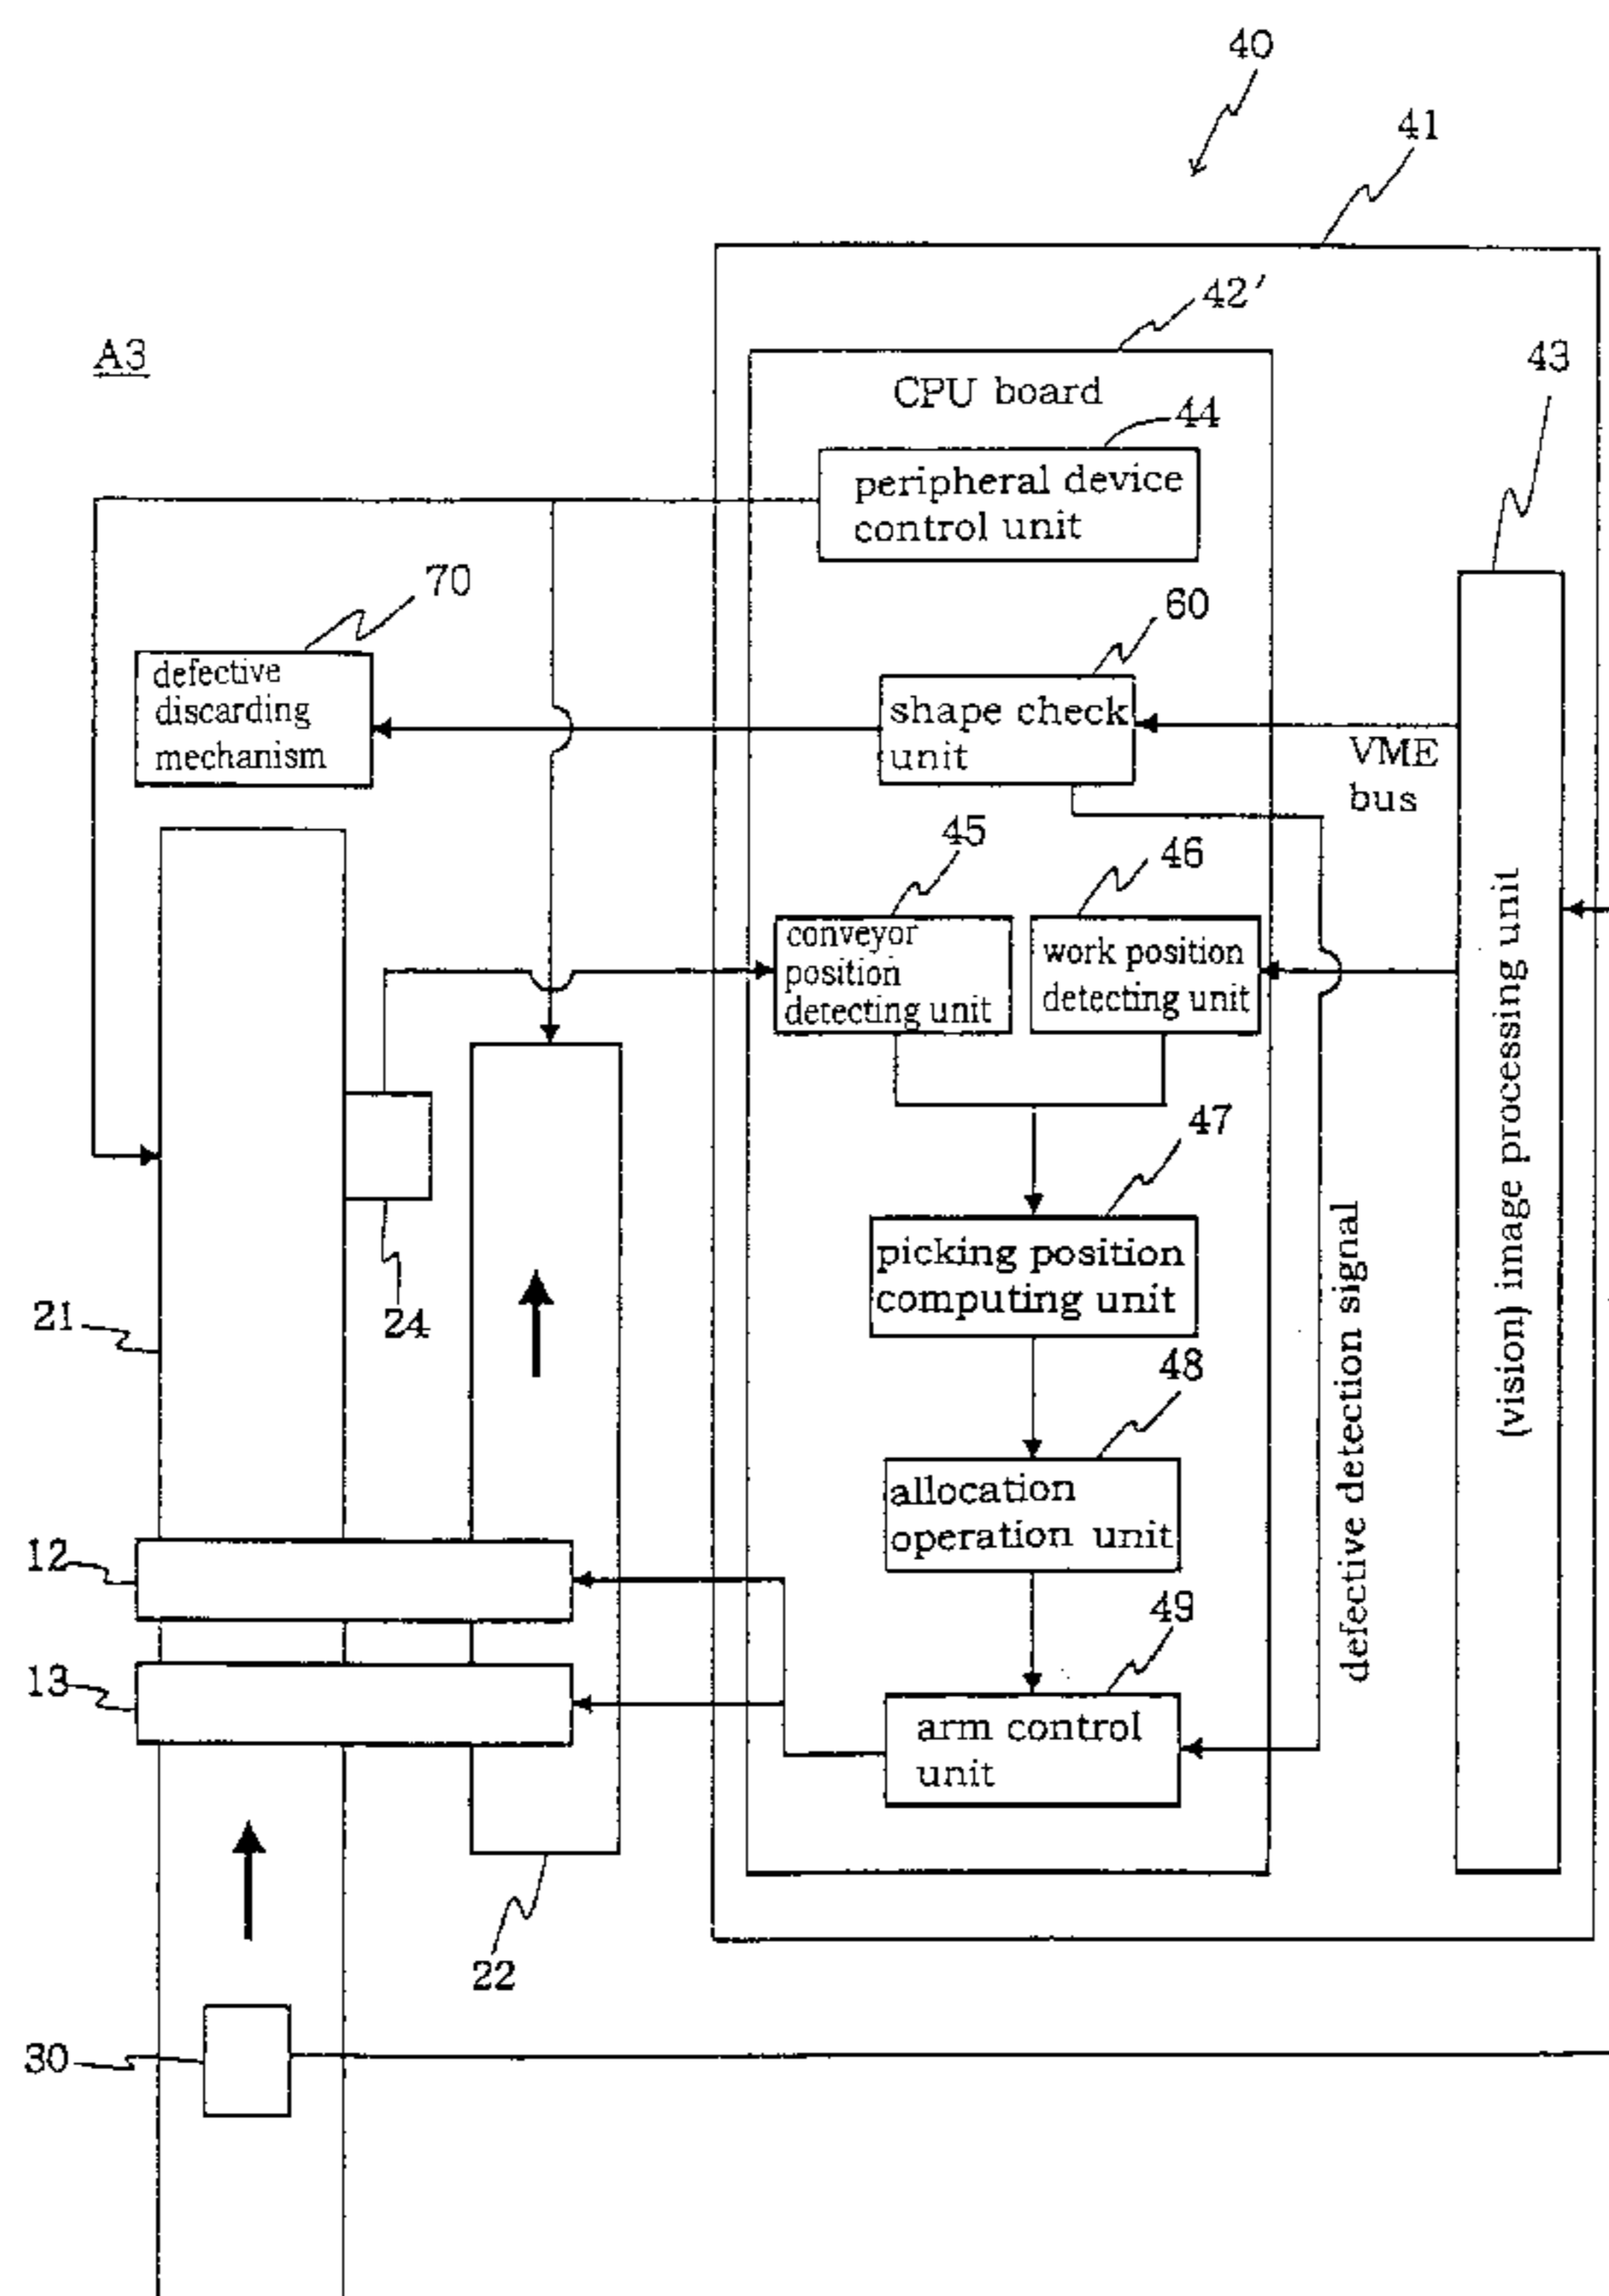 40
41
42′
A3
43
CPU board
44
peripheral device
control unit
70
60
defective
discarding
mechanism
shape check
unit
VME
bus
45
46
conveyor
position
detecting unit
work position
detecting unit
(vision) image processing unit
47
picking position
computing unit
defective detection signal
21
24
48
allocation
operation unit
12
49
13
arm control
unit
22
30